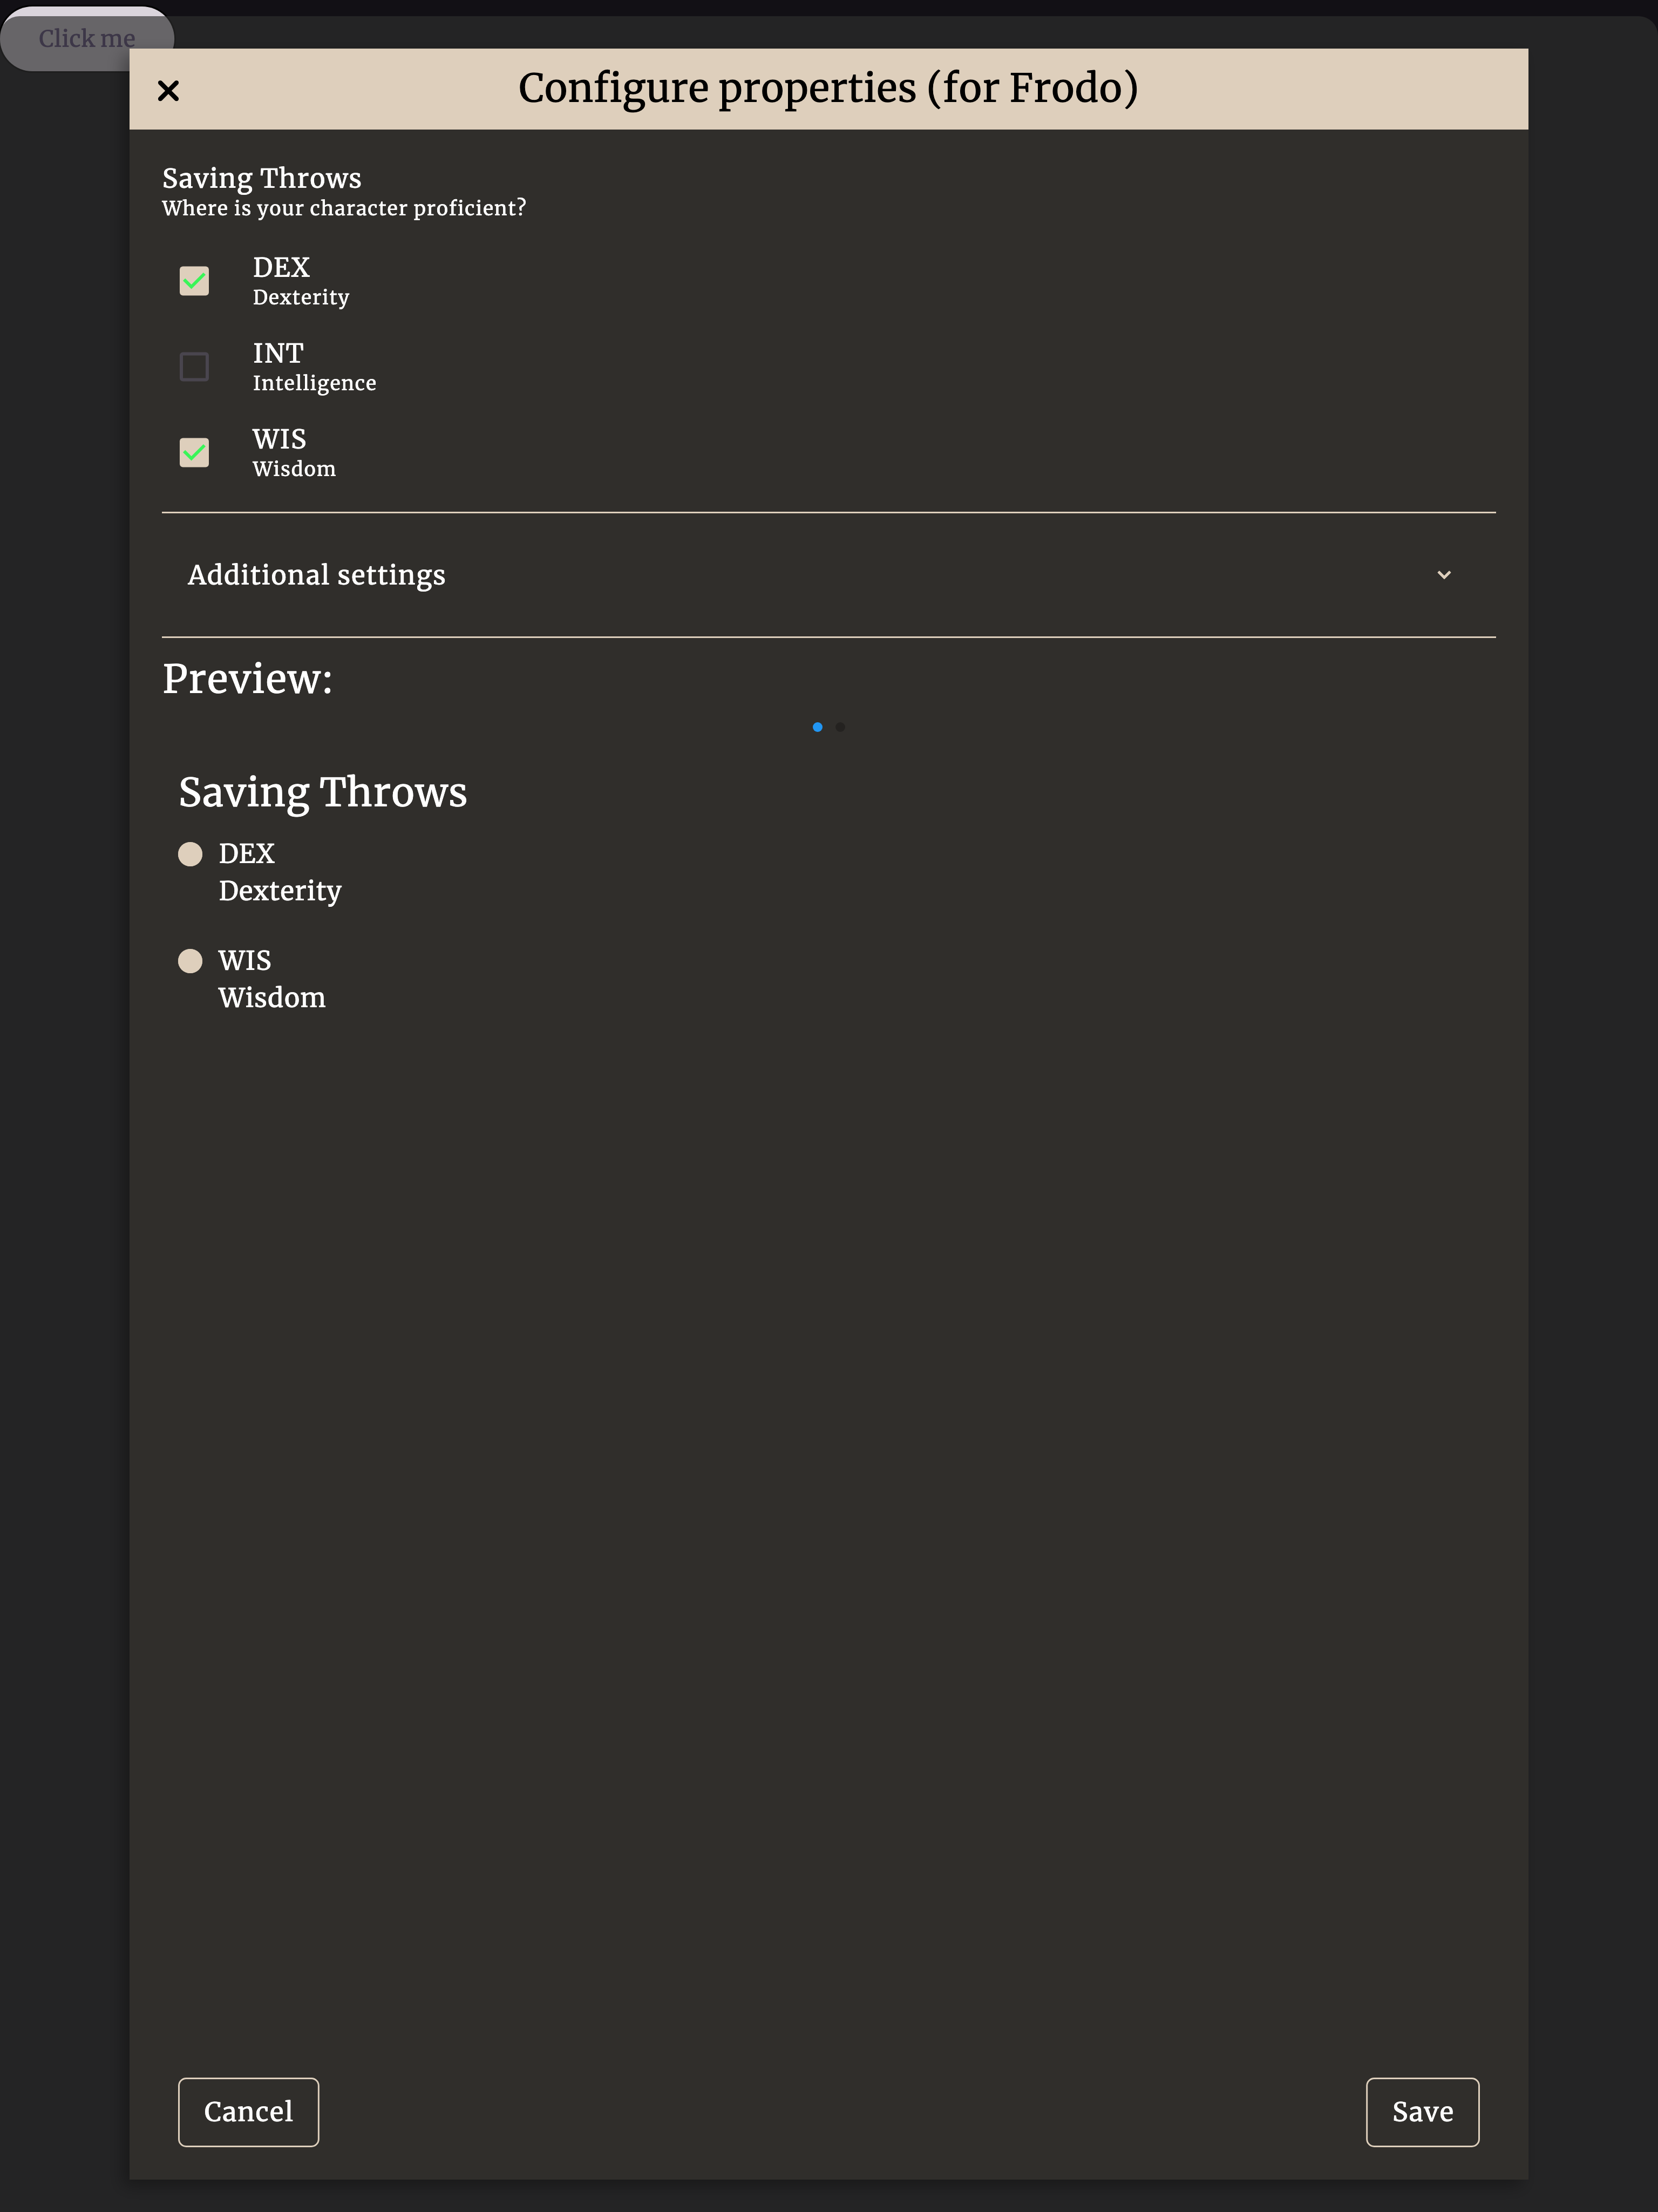 Click me
Configure properties (for Frodo)
Saving Throws
Where is your character proficient?
DEX
Dexterity
INT
Intelligence
WIS
Wisdom
Additional settings
Preview:
Saving Throws
DEX
Dexterity
WIS
Wisdom
Cancel
Save